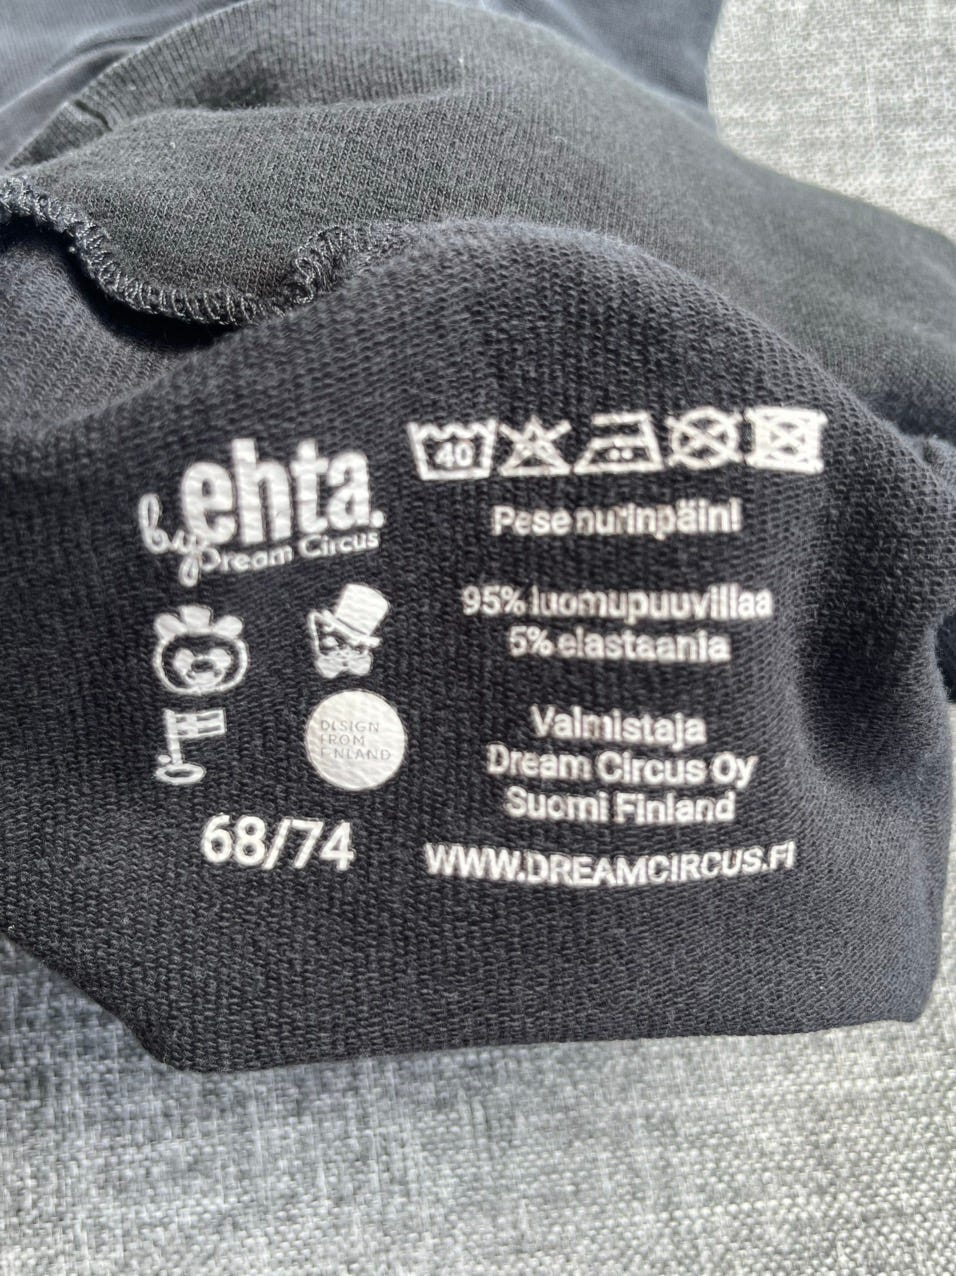 ehta.
by Dream Circus
DESIGN
FROM
FINLAND
68/74
40
Pese nurinpäin!
95% luomupuuvillaa
5% elastaania
Valmistaja
Dream Circus Oy
Suomi Finland
WWW.DREAMCIRCUS.FI